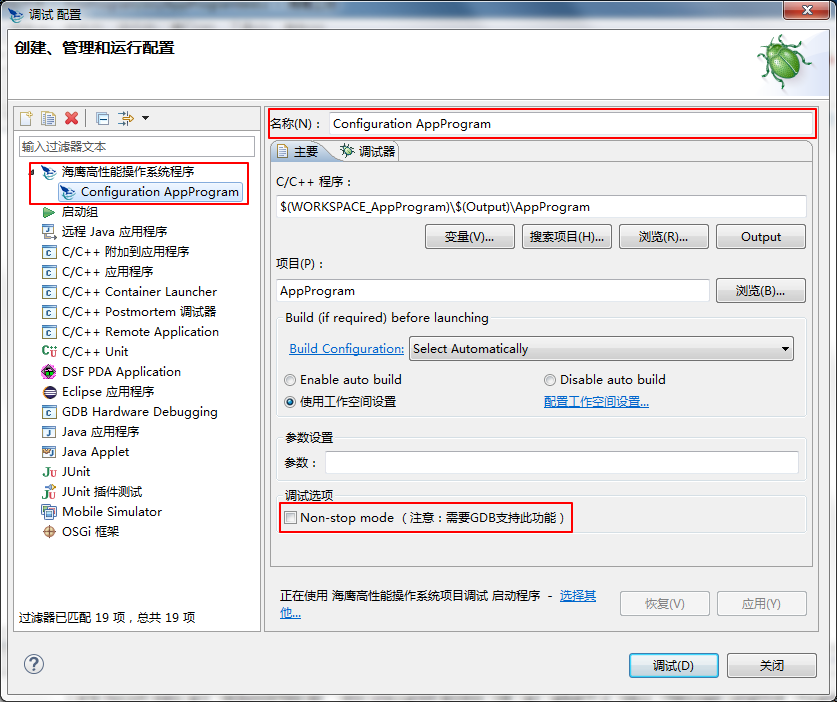 调试 配置
创建、管理和运行配置
输入过滤器文本
海鹰高性能操作系统程序
Configuration AppProgram
启动组
远程 Java 应用程序
C/C++ 附加到应用程序
C/C++ 应用程序
C/C++ Container Launcher
C/C++ Postmortem 调试器
C/C++ Remote Application
C/C++ Unit
DSF PDA Application
Eclipse 应用程序
GDB Hardware Debugging
Java 应用程序
Java Applet
JUnit
JUnit 插件测试
Mobile Simulator
OSGi 框架
过滤器已匹配 19 项，总共 19 项
名称(N)： Configuration AppProgram
主要 调试器
C/C++ 程序：
$(WORKSPACE_AppProgram)\$(Output)\AppProgram
变量(V)... 搜索项目(H)... 浏览(R)... Output
项目(P)：
AppProgram 浏览(B)...
Build (if required) before launching
Build Configuration: Select Automatically
Enable auto build Disable auto build
使用工作空间设置 配置工作空间设置...
参数设置
参数：
调试选项
Non-stop mode （注意：需要GDB支持此功能）
正在使用 海鹰高性能操作系统项目调试 启动程序 - 选择其
他...
恢复(V) 应用(Y)
调试(D) 关闭